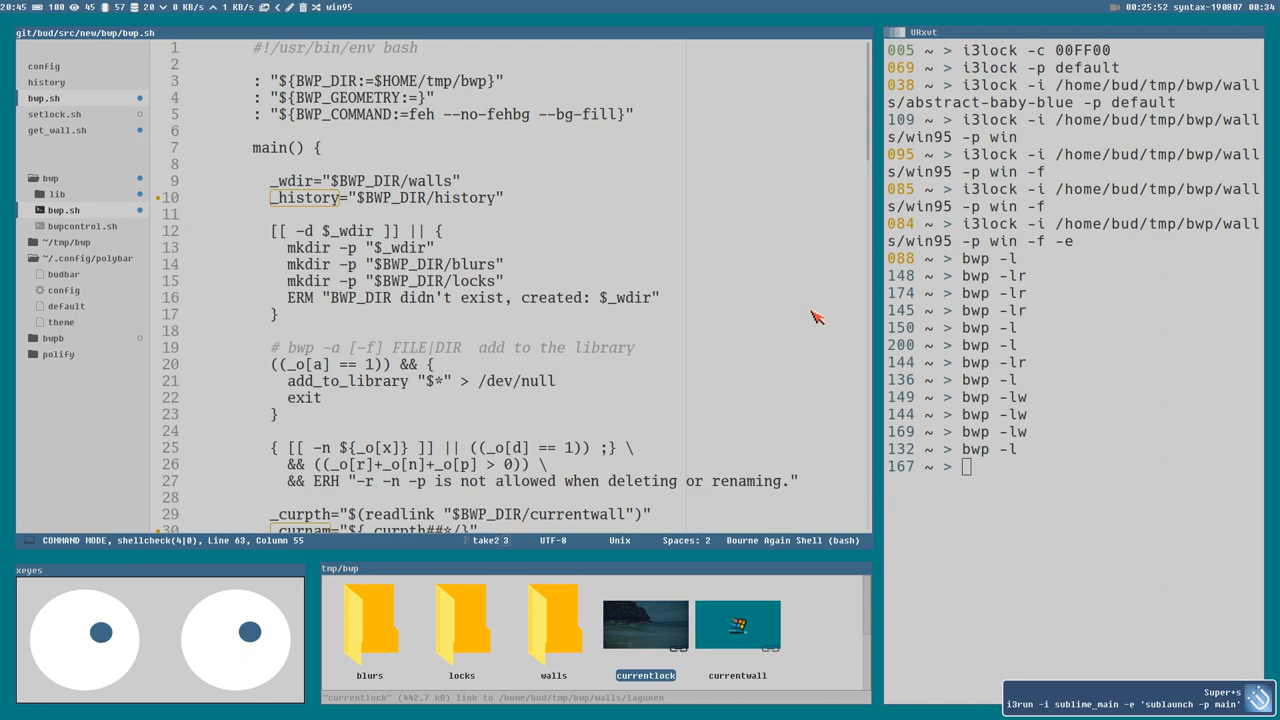 20:45 100 45 57 20 0 KB/s 1 KB/s win95
00:25:52 syntax-190807 00:34
git/bud/src/new/bwp/bwp.sh
config
history
bwp.sh
setlock.sh
get_wall.sh
bwp
lib
bwp.sh
bwpcontrol.sh
~/tmp/bwp
~/.config/polybar
budbar
config
default
theme
bupb
polify
1 #!/usr/bin/env bash
2
3 : "${BWP_DIR:=$HOME/tmp/bwp}"
4 : "${BWP_GEOMETRY:=}"
5 : "${BWP_COMMAND:=feh --no-fehbg --bg-fill}"
6
7 main() {
8
9 _wdir="$BWP_DIR/walls"
10 _history="$BWP_DIR/history"
11
12 [[ -d $_wdir ]] || {
13 mkdir -p "$_wdir"
14 mkdir -p "$BWP_DIR/blurs"
15 mkdir -p "$BWP_DIR/locks"
16 ERM "BWP_DIR didn't exist, created: $_wdir"
17 }
18
19 # bwp -a [-f] FILE|DIR  add to the library
20 ((_o[a] == 1)) && {
21 add_to_library "$*" > /dev/null
22 exit
23 }
24
25 { [[ -n ${_o[x]} ]] || ((_o[d] == 1)) ;} \
26 && ((_o[r]+_o[n]+_o[p] > 0)) \
27 && ERH "-r -n -p is not allowed when deleting or renaming."
28
29 _curpth="$(readlink "$BWP_DIR/currentwall")"
30 _curnam="${_curpth##*/}"
COMMAND MODE, shellcheck(4|0), Line 63, Column 55
take2 3 UTF-8 Unix Spaces: 2 Bourne Again Shell (bash)
URxvt
005 ~ > i3lock -c 00FF00
069 ~ > i3lock -p default
038 ~ > i3lock -i /home/bud/tmp/bwp/wall
s/abstract-baby-blue -p default
109 ~ > i3lock -i /home/bud/tmp/bwp/wall
s/win95 -p win
095 ~ > i3lock -i /home/bud/tmp/bwp/wall
s/win95 -p win -f
085 ~ > i3lock -i /home/bud/tmp/bwp/wall
s/win95 -p win -f
084 ~ > i3lock -i /home/bud/tmp/bwp/wall
s/win95 -p win -f -e
088 ~ > bwp -l
148 ~ > bwp -lr
174 ~ > bwp -lr
145 ~ > bwp -lr
150 ~ > bwp -l
200 ~ > bwp -l
144 ~ > bwp -lr
136 ~ > bwp -l
149 ~ > bwp -lw
144 ~ > bwp -lw
169 ~ > bwp -lw
132 ~ > bwp -l
167 ~ >
xeyes
tmp/bwp
blurs locks walls currentlock currentwall
"currentlock" (442.7 kB) link to /home/bud/tmp/bwp/walls/lagunen
Super+s
i3run -i sublime_main -e 'sublaunch -p main'